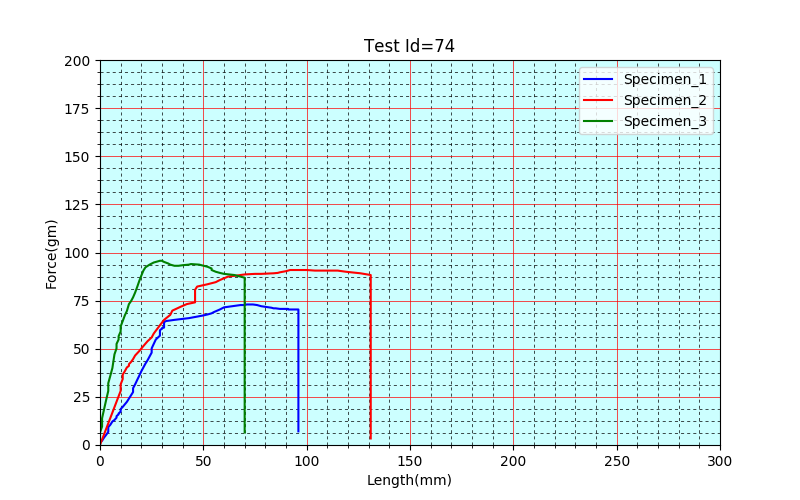 Test Id=74
Specimen_1
Specimen_2
Specimen_3
200
175
150
125
100
75
50
25
0
Force(gm)
0 50 100 150 200 250 300
Length(mm)